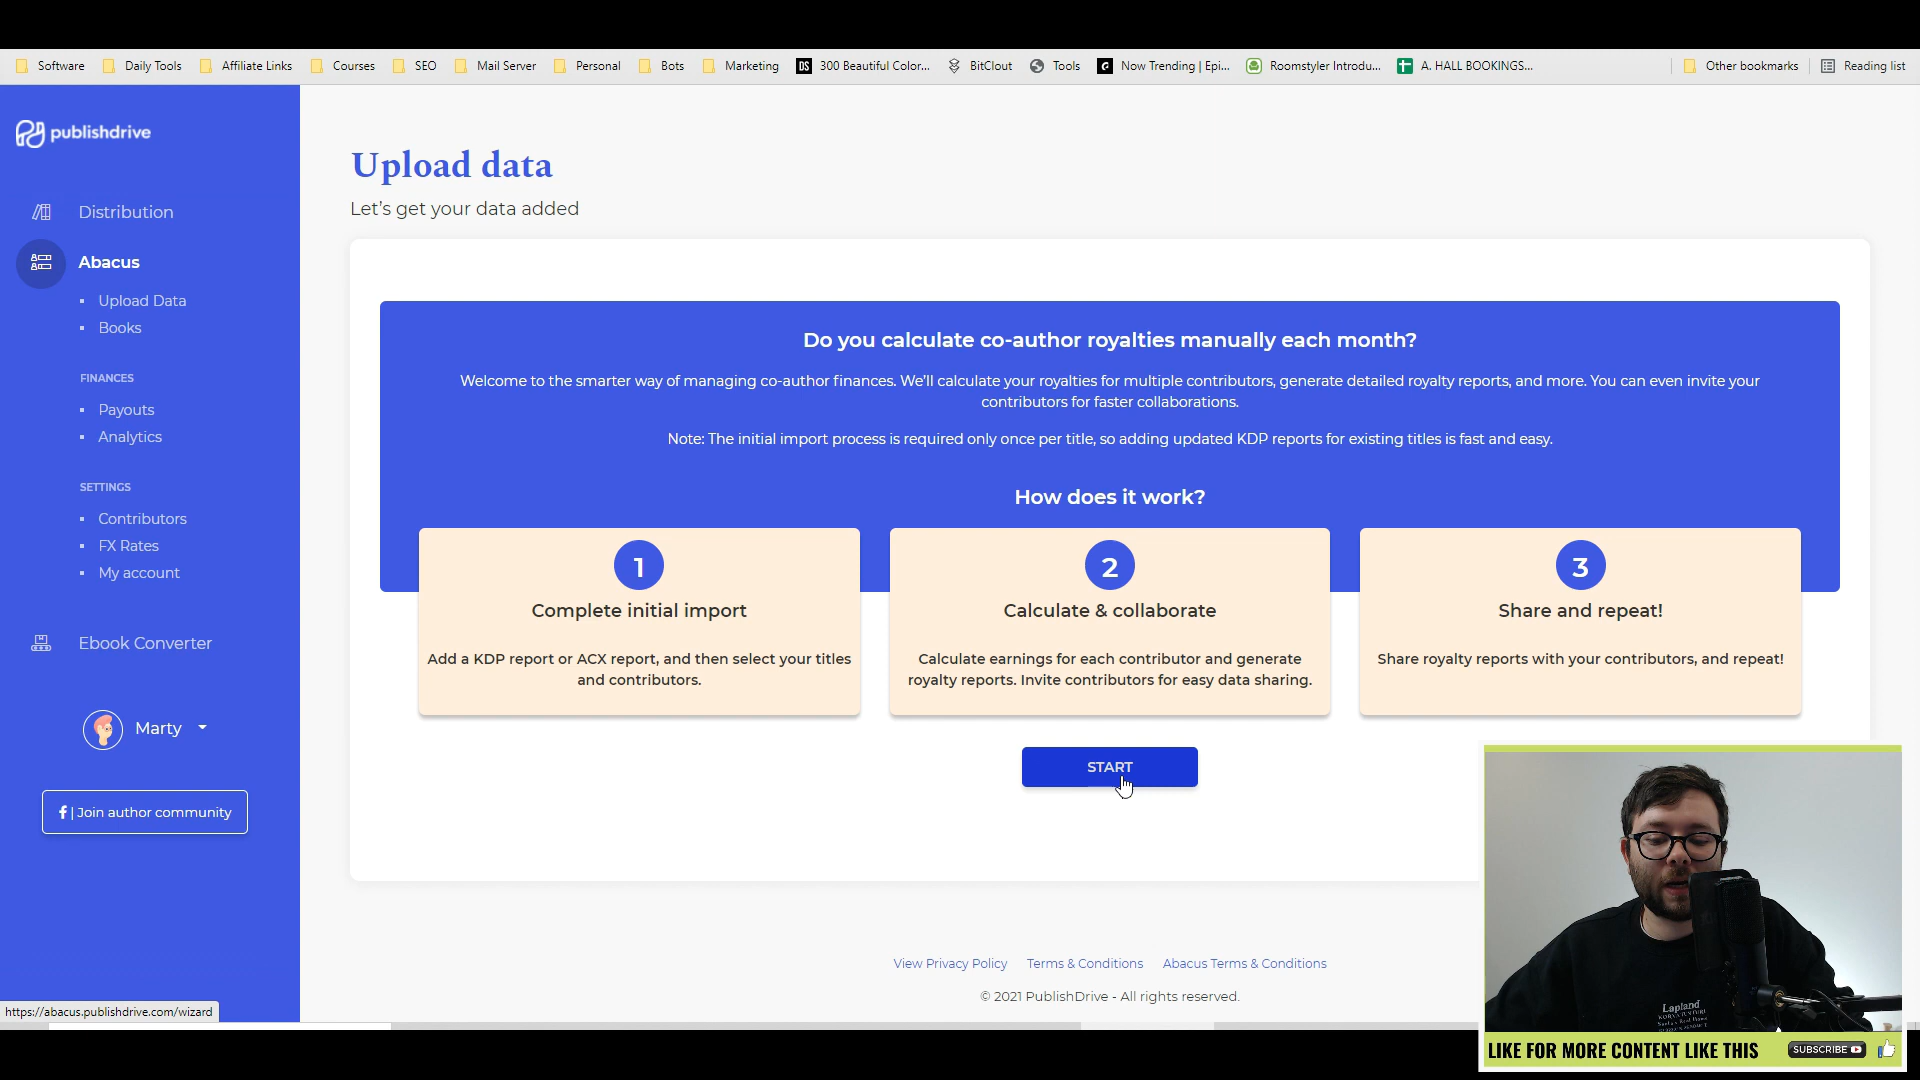 Software
Daily Tools
Affiliate Links
Courses
SEO
Mail Server
Personal
Bots
Marketing
DS 300 Beautiful Color...
BitClout
Tools
Now Trending | Epi...
Roomstyler Introdu...
A. HALL BOOKINGS...
Other bookmarks
Reading list
publishdrive
Distribution
Abacus
Upload Data
Books
FINANCES
Payouts
Analytics
SETTINGS
Contributors
FX Rates
My account
Ebook Converter
Marty
f | Join author community
https://abacus.publishdrive.com/wizard
Upload data
Let's get your data added
Do you calculate co-author royalties manually each month?
Welcome to the smarter way of managing co-author finances. We'll calculate your royalties for multiple contributors, generate detailed royalty reports, and more. You can even invite your
contributors for faster collaborations.
Note: The initial import process is required only once per title, so adding updated KDP reports for existing titles is fast and easy.
How does it work?
1
Complete initial import
Add a KDP report or ACX report, and then select your titles
and contributors.
2
Calculate & collaborate
Calculate earnings for each contributor and generate
royalty reports. Invite contributors for easy data sharing.
3
Share and repeat!
Share royalty reports with your contributors, and repeat!
START
View Privacy Policy
Terms & Conditions
Abacus Terms & Conditions
© 2021 PublishDrive - All rights reserved.
Lapland
LIKE FOR MORE CONTENT LIKE THIS
SUBSCRIBE